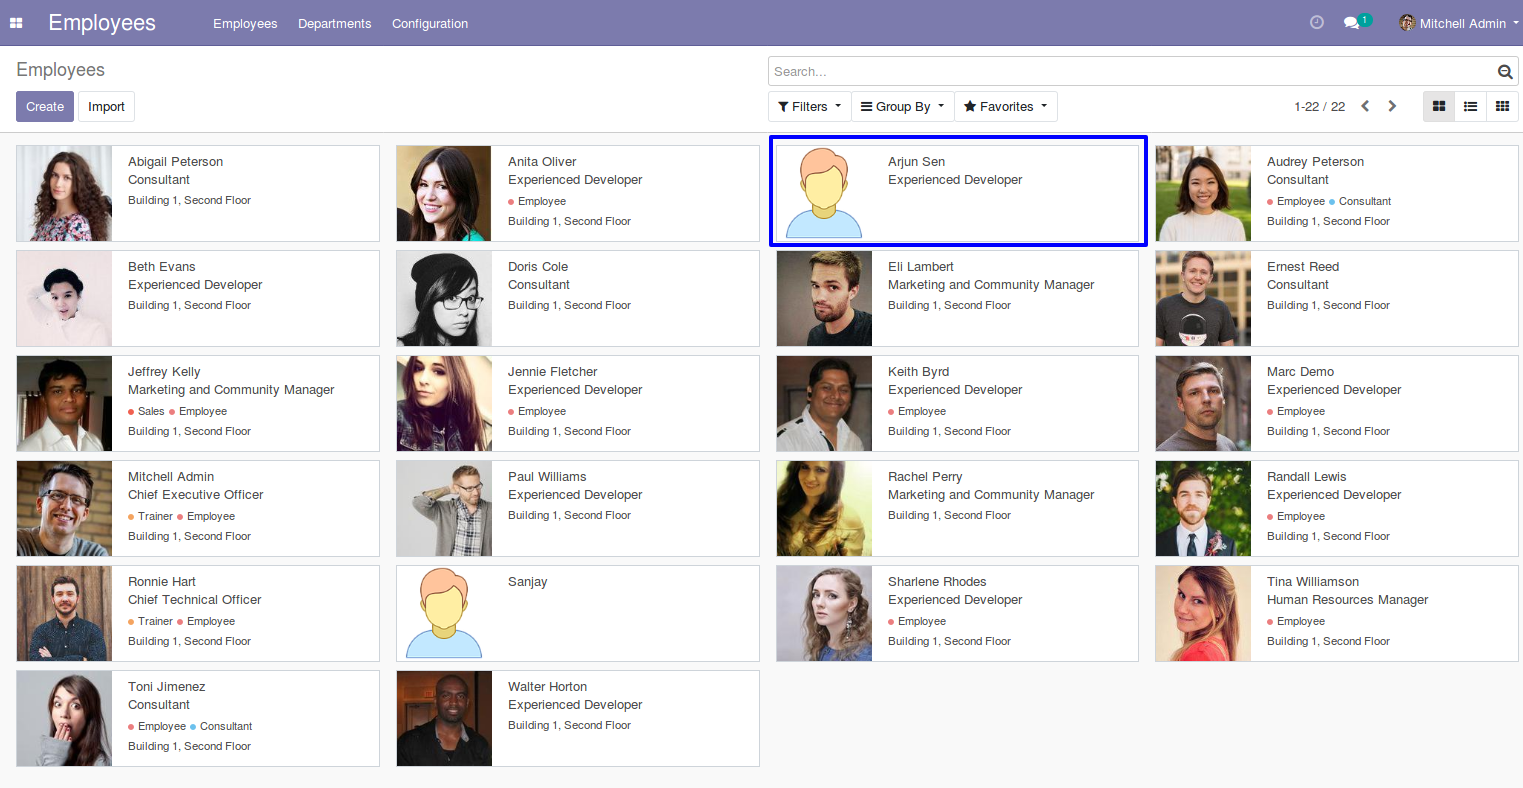 Employees Employees Departments Configuration 1 Mitchell Admin
Employees
Search...
Create Import Filters Group By Favorites 1-22 / 22
Abigail Peterson
Consultant
Building 1, Second Floor
Anita Oliver
Experienced Developer
Employee
Building 1, Second Floor
Arjun Sen
Experienced Developer
Audrey Peterson
Consultant
Employee Consultant
Building 1, Second Floor
Beth Evans
Experienced Developer
Building 1, Second Floor
Doris Cole
Consultant
Building 1, Second Floor
Eli Lambert
Marketing and Community Manager
Building 1, Second Floor
Ernest Reed
Consultant
Building 1, Second Floor
Jeffrey Kelly
Marketing and Community Manager
Sales Employee
Building 1, Second Floor
Jennie Fletcher
Experienced Developer
Employee
Building 1, Second Floor
Keith Byrd
Experienced Developer
Employee
Building 1, Second Floor
Marc Demo
Experienced Developer
Employee
Building 1, Second Floor
Mitchell Admin
Chief Executive Officer
Trainer Employee
Building 1, Second Floor
Paul Williams
Experienced Developer
Building 1, Second Floor
Rachel Perry
Marketing and Community Manager
Building 1, Second Floor
Randall Lewis
Experienced Developer
Employee
Building 1, Second Floor
Ronnie Hart
Chief Technical Officer
Trainer Employee
Building 1, Second Floor
Sanjay
Sharlene Rhodes
Experienced Developer
Employee
Building 1, Second Floor
Tina Williamson
Human Resources Manager
Employee
Building 1, Second Floor
Toni Jimenez
Consultant
Employee Consultant
Building 1, Second Floor
Walter Horton
Experienced Developer
Building 1, Second Floor